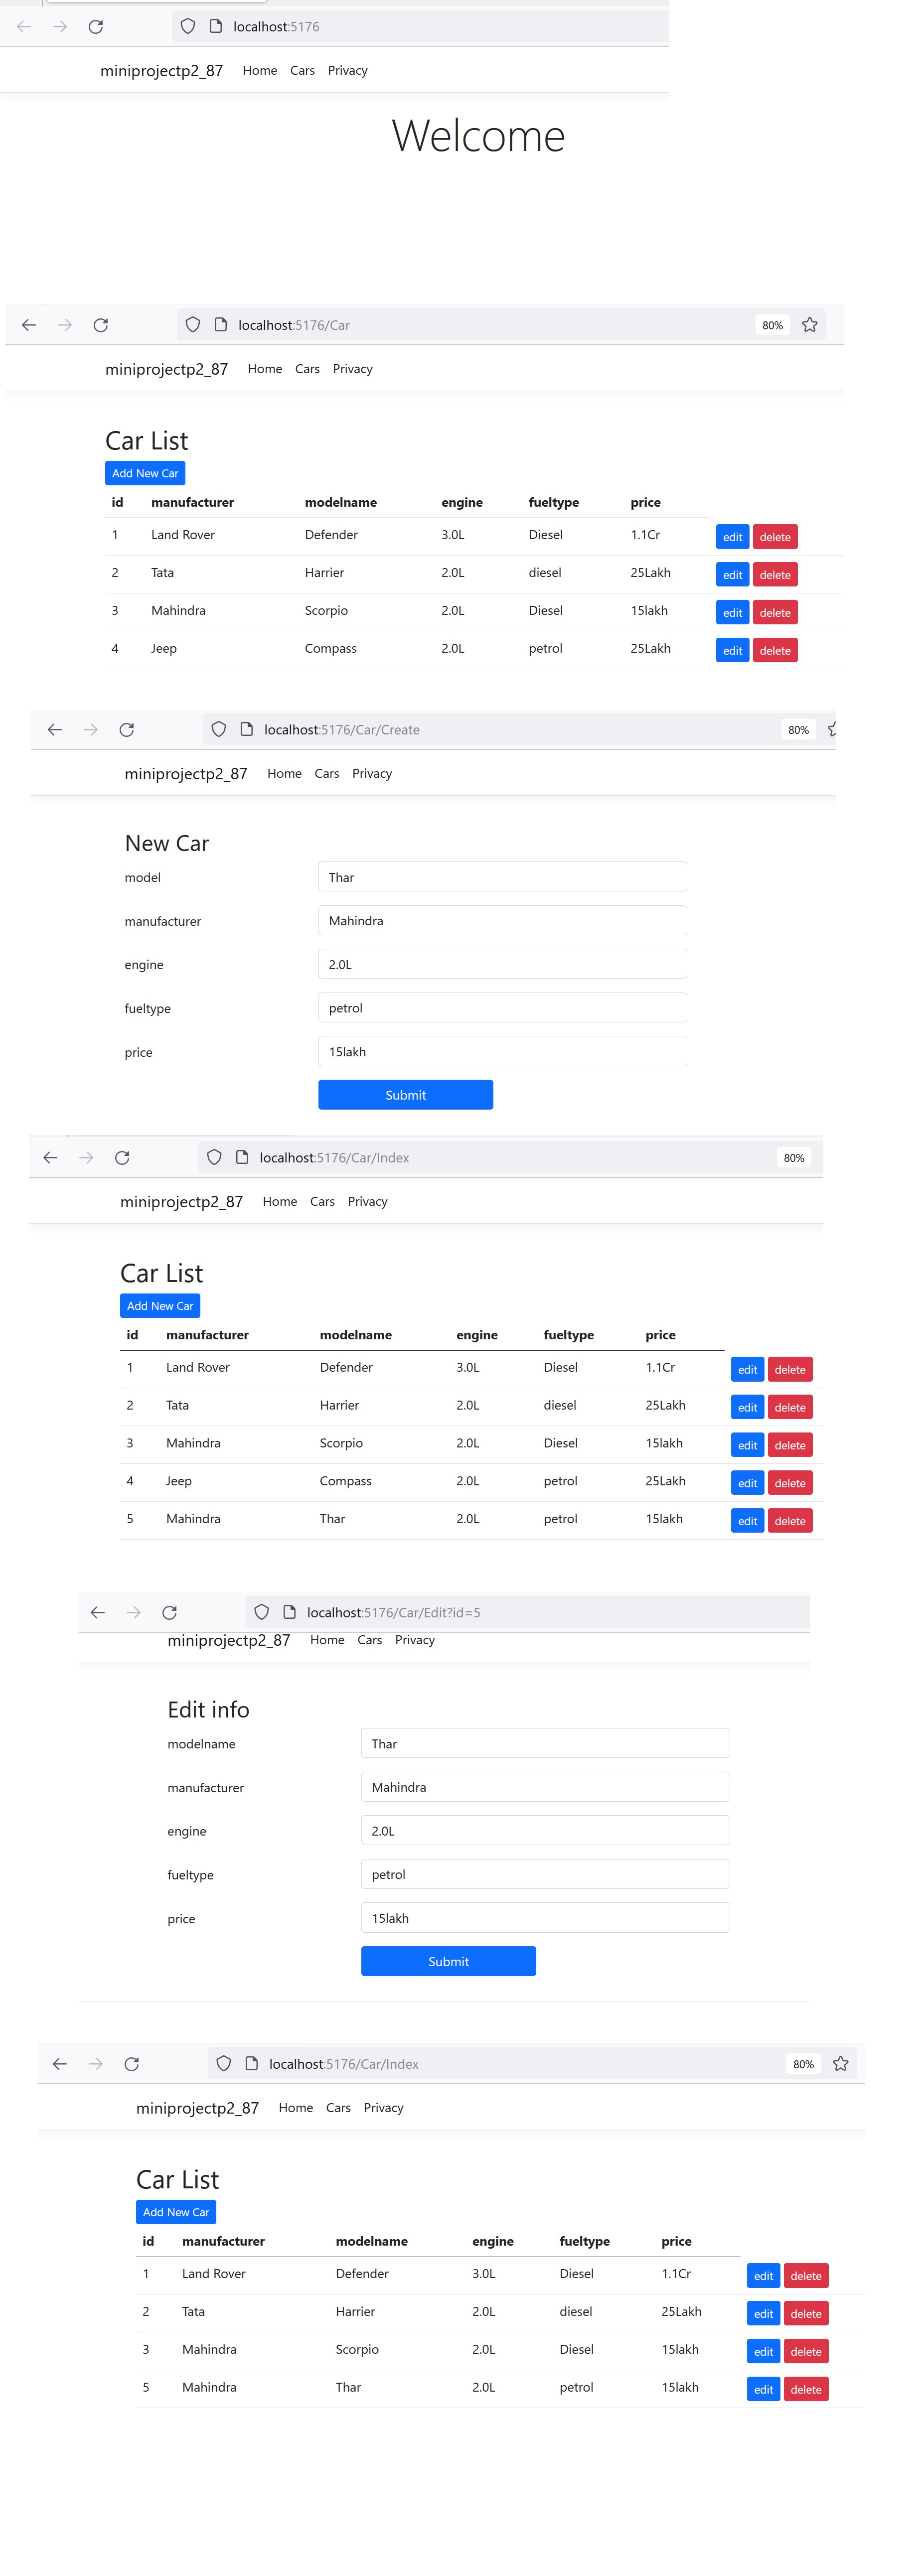 localhost:5176
miniprojectp2_87 Home Cars Privacy
Welcome
localhost:5176/Car 80%
miniprojectp2_87 Home Cars Privacy
Car List
Add New Car
id manufacturer modelname engine fueltype price
1 Land Rover Defender 3.0L Diesel 1.1Cr edit delete
2 Tata Harrier 2.0L diesel 25Lakh edit delete
3 Mahindra Scorpio 2.0L Diesel 15lakh edit delete
4 Jeep Compass 2.0L petrol 25Lakh edit delete
localhost:5176/Car/Create 80%
miniprojectp2_87 Home Cars Privacy
New Car
model Thar
manufacturer Mahindra
engine 2.0L
fueltype petrol
price 15lakh
Submit
localhost:5176/Car/Index 80%
miniprojectp2_87 Home Cars Privacy
Car List
Add New Car
id manufacturer modelname engine fueltype price
1 Land Rover Defender 3.0L Diesel 1.1Cr edit delete
2 Tata Harrier 2.0L diesel 25Lakh edit delete
3 Mahindra Scorpio 2.0L Diesel 15lakh edit delete
4 Jeep Compass 2.0L petrol 25Lakh edit delete
5 Mahindra Thar 2.0L petrol 15lakh edit delete
localhost:5176/Car/Edit?id=5
miniprojectp2_87 Home Cars Privacy
Edit info
modelname Thar
manufacturer Mahindra
engine 2.0L
fueltype petrol
price 15lakh
Submit
localhost:5176/Car/Index 80%
miniprojectp2_87 Home Cars Privacy
Car List
Add New Car
id manufacturer modelname engine fueltype price
1 Land Rover Defender 3.0L Diesel 1.1Cr edit delete
2 Tata Harrier 2.0L diesel 25Lakh edit delete
3 Mahindra Scorpio 2.0L Diesel 15lakh edit delete
5 Mahindra Thar 2.0L petrol 15lakh edit delete